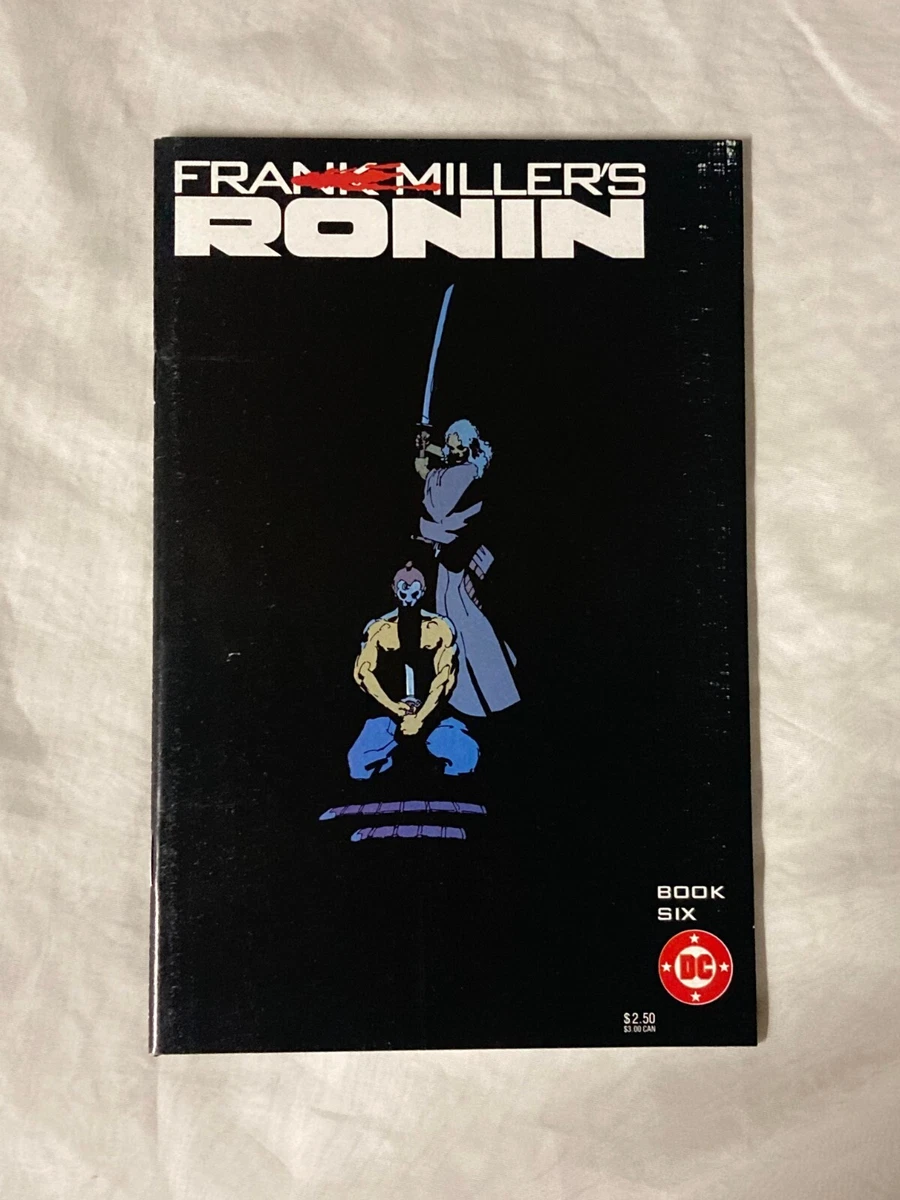 FRANK MILLER'S
RONIN
BOOK
SIX
DC
$2.50
$3.00 CAN